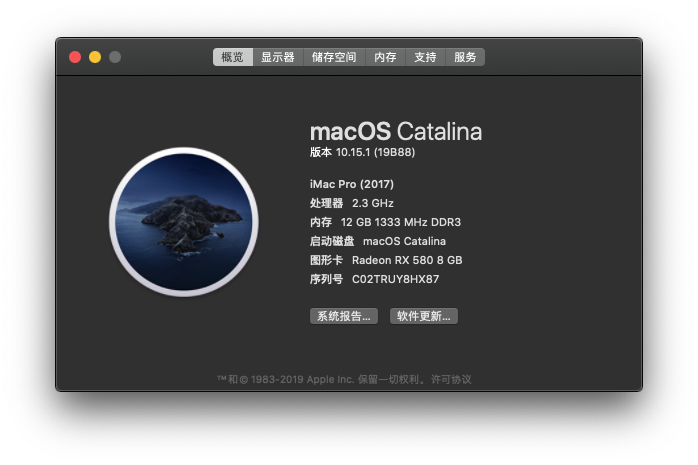 概览 显示器 储存空间 内存 支持 服务
macOS Catalina
版本 10.15.1 (19B88)
iMac Pro (2017)
处理器 2.3 GHz
内存 12 GB 1333 MHz DDR3
启动磁盘 macOS Catalina
图形卡 Radeon RX 580 8 GB
序列号 C02TRUY8HX87
系统报告... 软件更新...
™和© 1983-2019 Apple Inc. 保留一切权利。许可协议